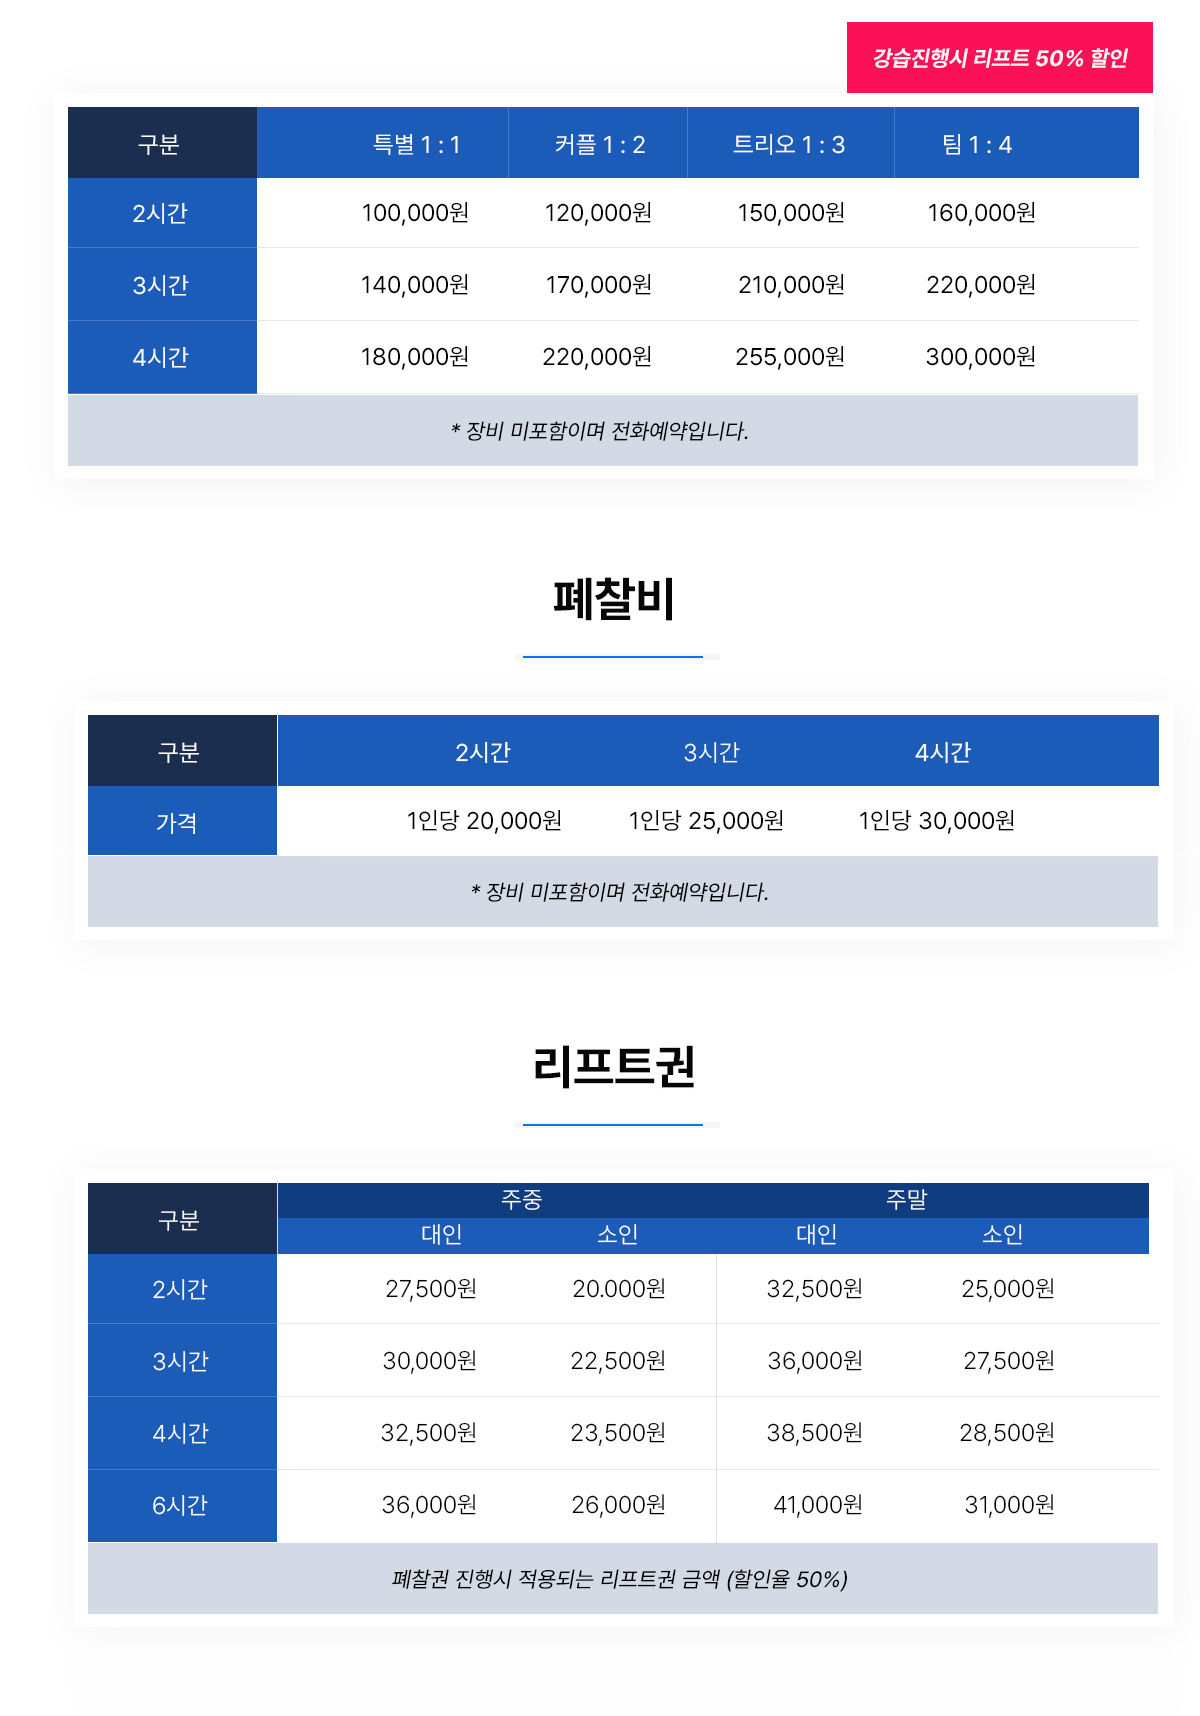 강습진행시 리프트 50% 할인
구분 특별 1 : 1 커플 1 : 2 트리오 1 : 3 팀 1 : 4
2시간 100,000원 120,000원 150,000원 160,000원
3시간 140,000원 170,000원 210,000원 220,000원
4시간 180,000원 220,000원 255,000원 300,000원
* 장비 미포함이며 전화예약입니다.
폐찰비
구분 2시간 3시간 4시간
가격 1인당 20,000원 1인당 25,000원 1인당 30,000원
* 장비 미포함이며 전화예약입니다.
리프트권
구분 주중 주말
대인 소인 대인 소인
2시간 27,500원 20.000원 32,500원 25,000원
3시간 30,000원 22,500원 36,000원 27,500원
4시간 32,500원 23,500원 38,500원 28,500원
6시간 36,000원 26,000원 41,000원 31,000원
폐찰권 진행시 적용되는 리프트권 금액 (할인율 50%)